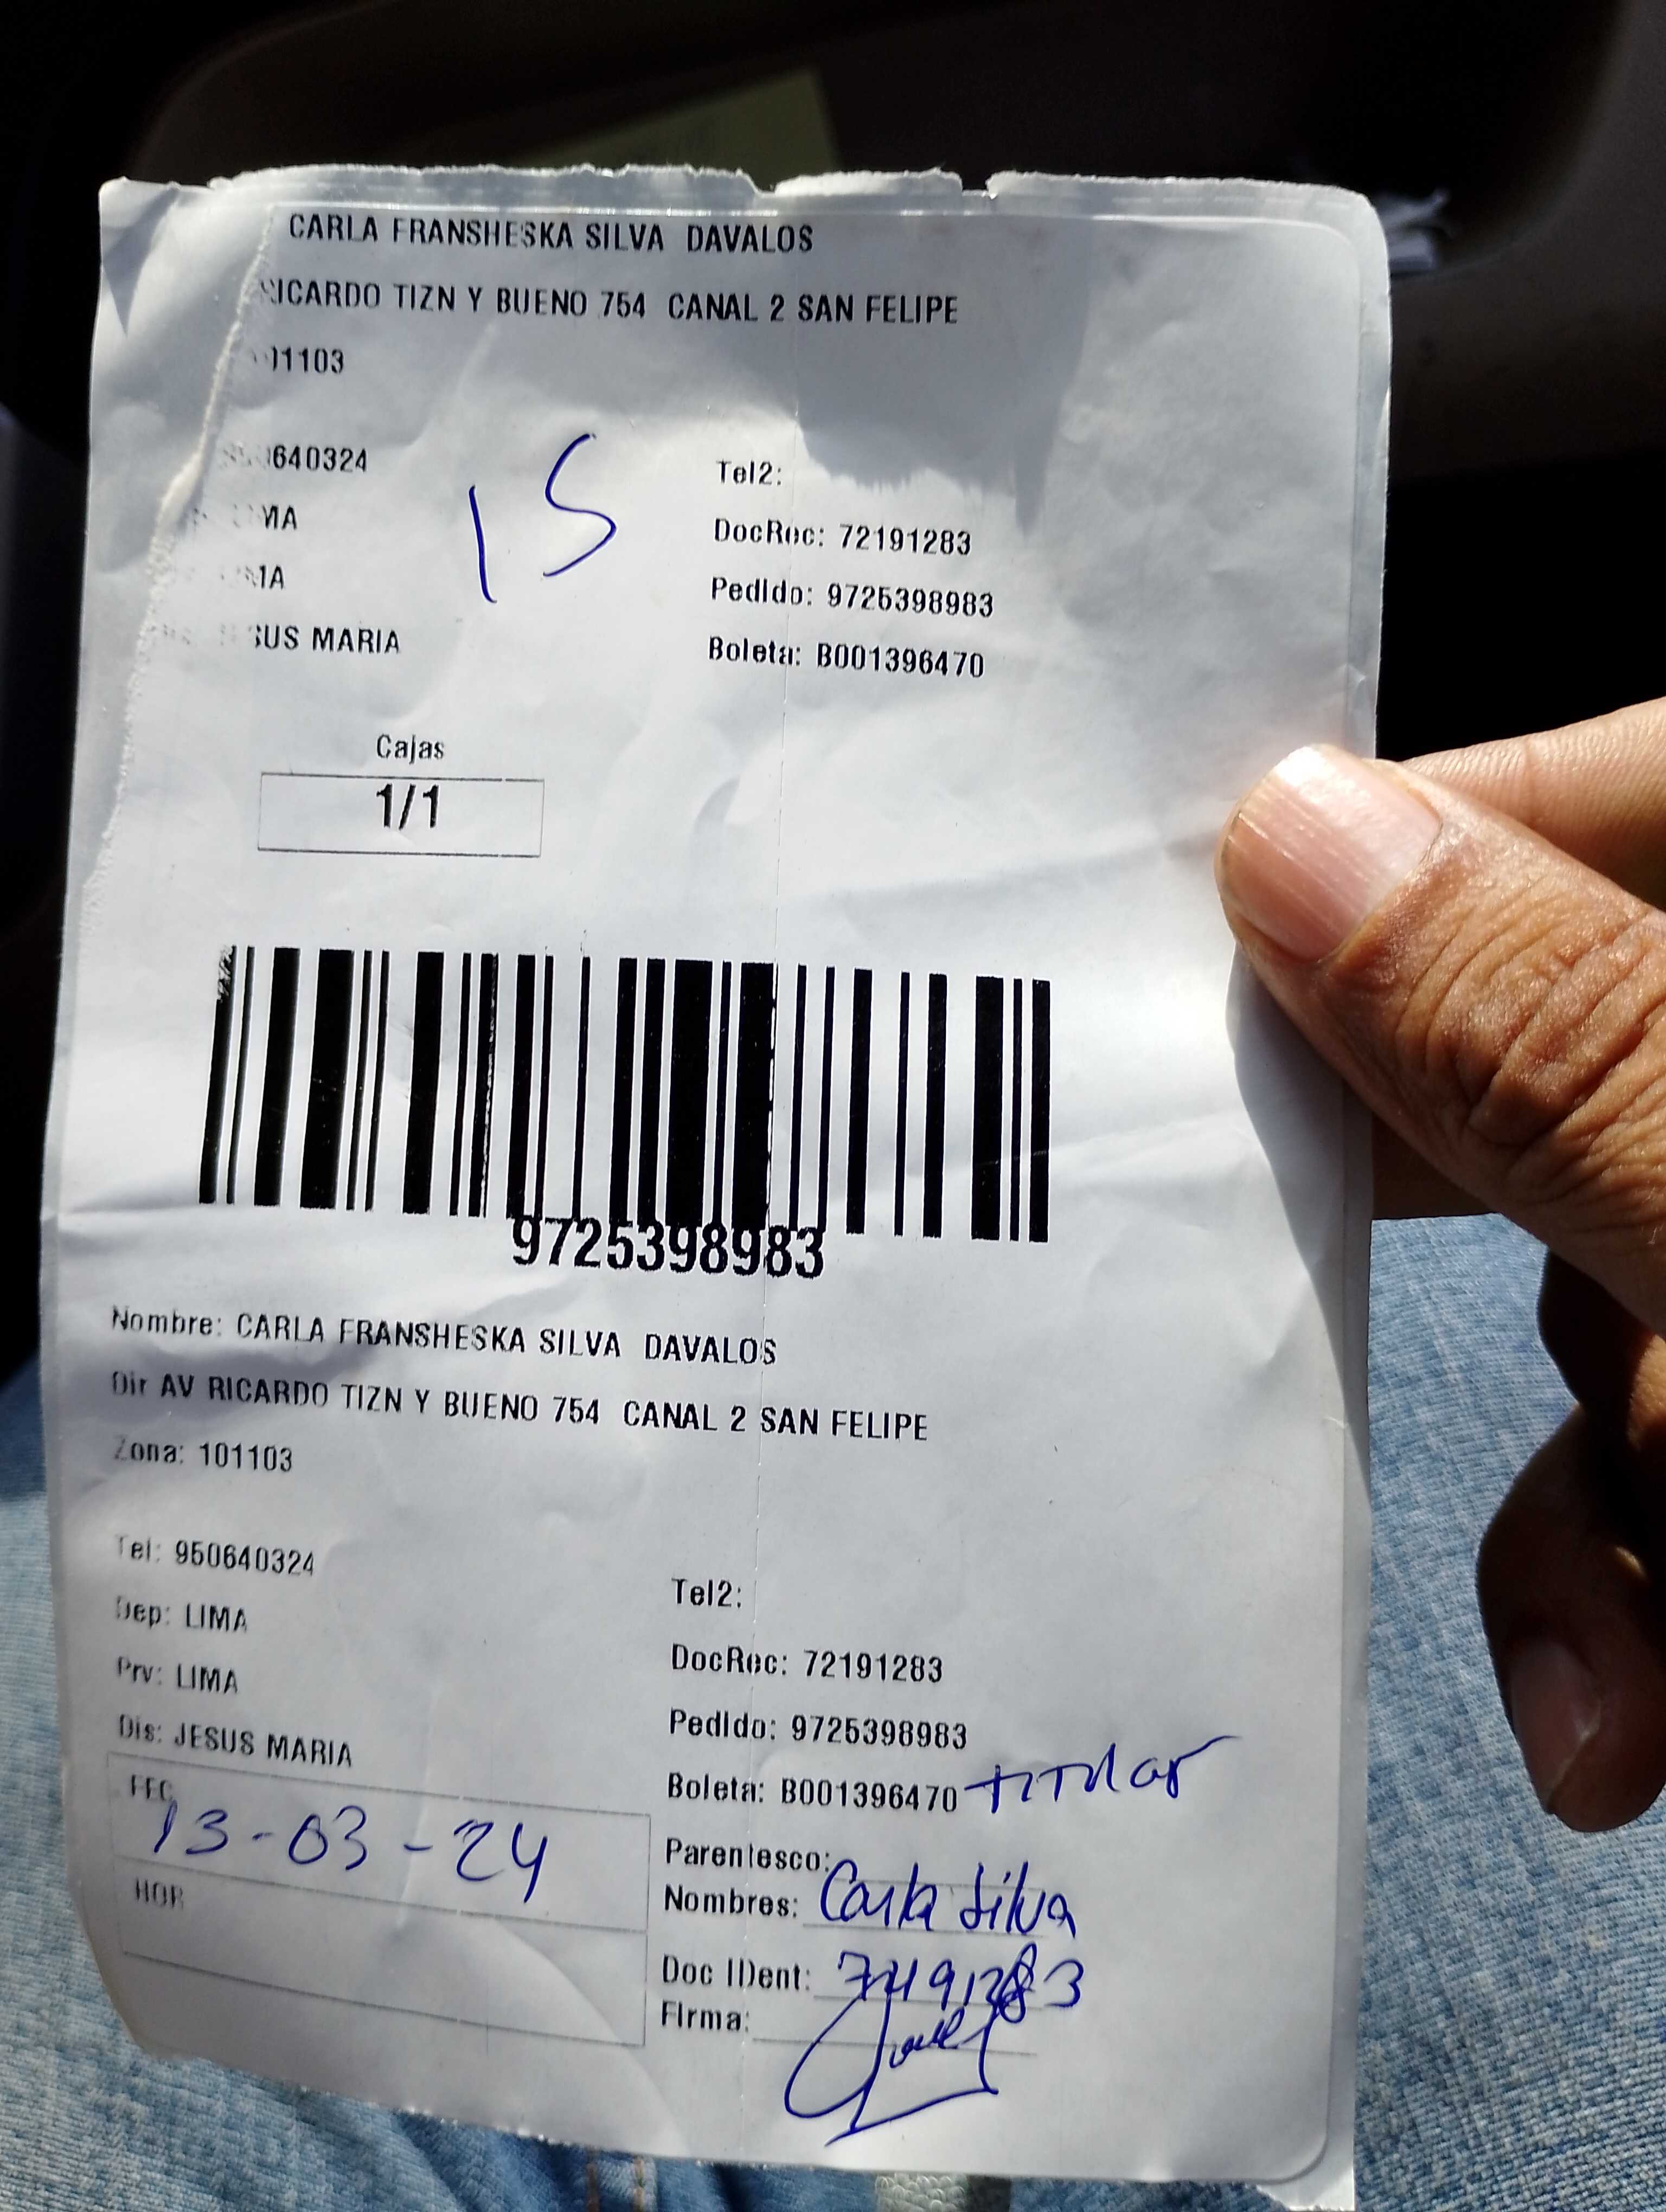 CARLA FRANSHESKA SILVA DAVALOS
RICARDO TIZN Y BUENO 754 CANAL 2 SAN FELIPE
01103
640324
15
Tel2:
MA
DocRec: 72191283
MA
Pedido: 9725398983
SUS MARIA
Boleta: B001396470
Cajas
1/1
9725398983
Nombre: CARLA FRANSHESKA SILVA DAVALOS
Dir AV RICARDO TIZN Y BUENO 754 CANAL 2 SAN FELIPE
Zona: 101103
Tel: 950640324
Tel2:
Dep: LIMA
DocRec: 72191283
Prv: LIMA
Pedido: 9725398983
Dis: JESUS MARIA
Boleta: B001396470 titular
FEC
13-03-24
HOR
Parentesco:
Nombres: Carla Silva
Doc IDent:
Firma: